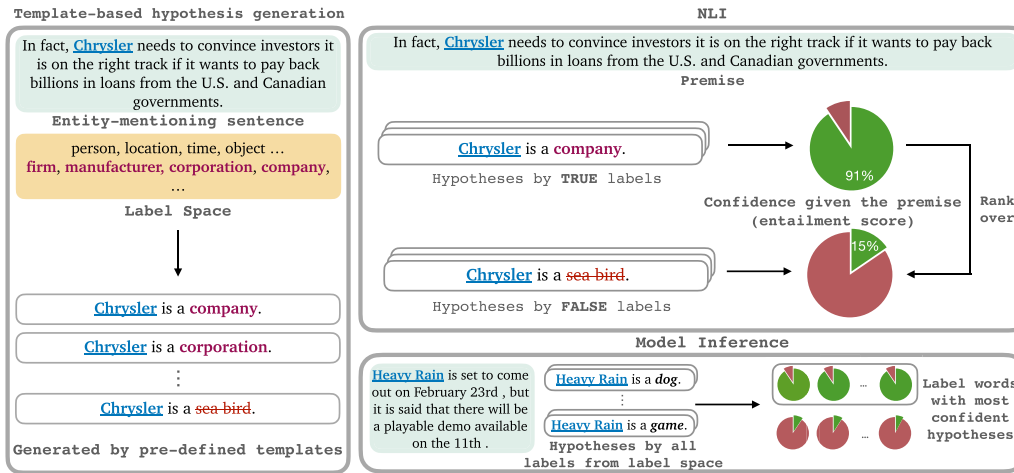 Template-based hypothesis generation
In fact, Chrysler needs to convince investors it
is on the right track if it wants to pay back
billions in loans from the U.S. and Canadian
governments.
Entity-mentioning sentence
person, location, time, object ...
firm, manufacturer, corporation, company,
...
Label Space
Chrysler is a company.
Chrysler is a corporation.
⋮
Chrysler is a sea bird.
Generated by pre-defined templates
NLI
In fact, Chrysler needs to convince investors it is on the right track if it wants to pay back
billions in loans from the U.S. and Canadian governments.
Premise
Chrysler is a company.
Hypotheses by TRUE labels
91%
Confidence given the premise
(entailment score)
Rank
over
15%
Chrysler is a sea bird.
Hypotheses by FALSE labels
Model Inference
Heavy Rain is set to come
out on February 23rd , but
it is said that there will be
a playable demo available
on the 11th .
Heavy Rain is a dog.
⋮
Heavy Rain is a game.
Hypotheses by all
labels from label space
...
...
Label words
with most
confident
hypotheses